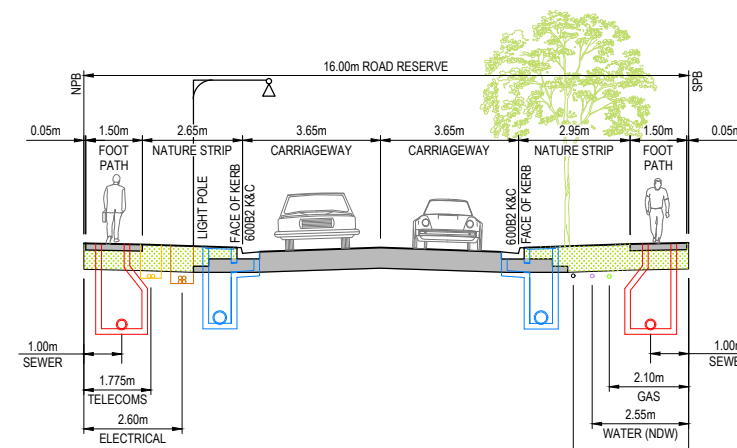 16.00m ROAD RESERVE
NPB
SPB
0.05m
1.50m
2.65m
3.65m
3.65m
2.95m
1.50m
0.05m
FOOT
PATH
NATURE STRIP
CARRIAGEWAY
CARRIAGEWAY
NATURE STRIP
FOOT
PATH
LIGHT POLE
FACE OF KERB
600B2 K&C
600B2 K&C
FACE OF KERB
1.00m
SEWER
1.775m
TELECOMS
2.60m
ELECTRICAL
1.00m
SEWE
2.10m
GAS
2.55m
WATER (NDW)